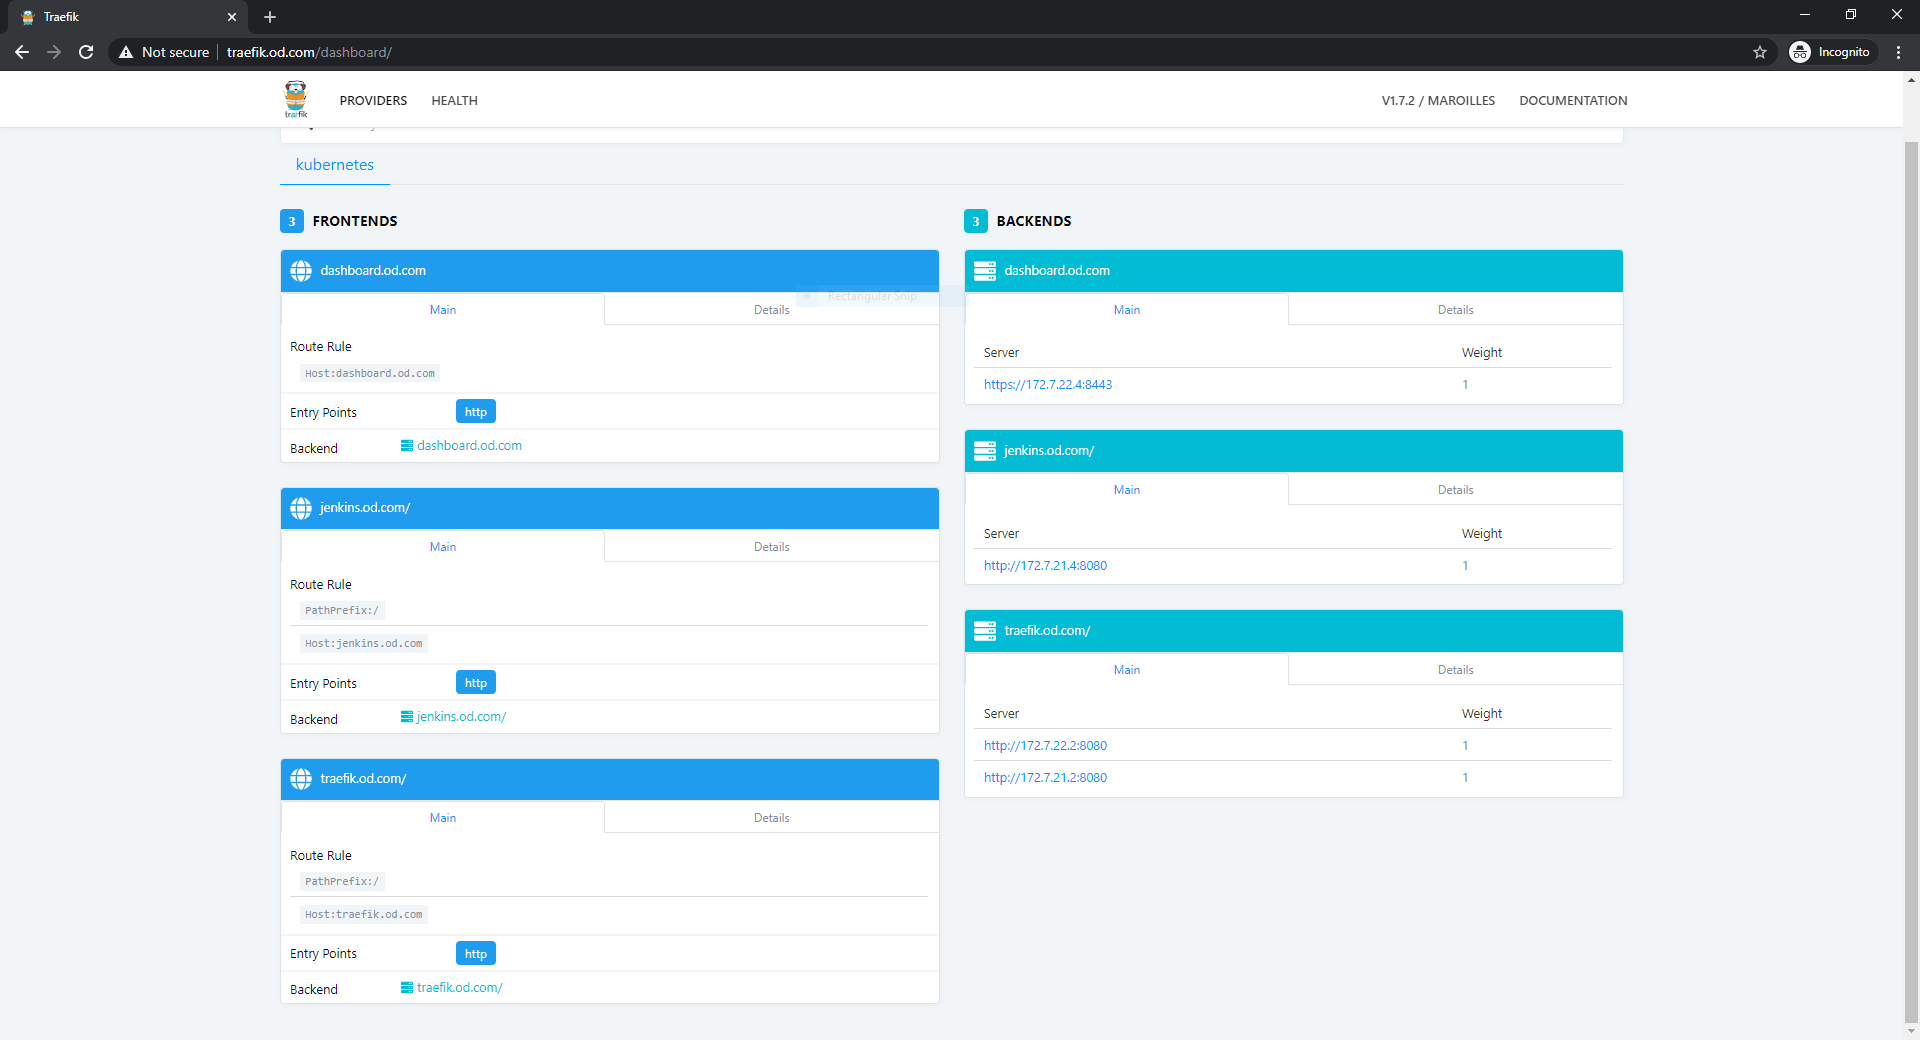 Traefik
Not secure
traefik.od.com/dashboard/
Incognito
træfik
PROVIDERS
HEALTH
V1.7.2 / MAROILLES
DOCUMENTATION
kubernetes
3 FRONTENDS
dashboard.od.com
Main
Details
Rectangular Snip
Route Rule
Host:dashboard.od.com
Entry Points
http
Backend
dashboard.od.com
jenkins.od.com/
Main
Details
Route Rule
PathPrefix:/
Host:jenkins.od.com
Entry Points
http
Backend
jenkins.od.com/
traefik.od.com/
Main
Details
Route Rule
PathPrefix:/
Host:traefik.od.com
Entry Points
http
Backend
traefik.od.com/
3 BACKENDS
dashboard.od.com
Main
Details
Server
Weight
https://172.7.22.4:8443
1
jenkins.od.com/
Main
Details
Server
Weight
http://172.7.21.4:8080
1
traefik.od.com/
Main
Details
Server
Weight
http://172.7.22.2:8080
1
http://172.7.21.2:8080
1